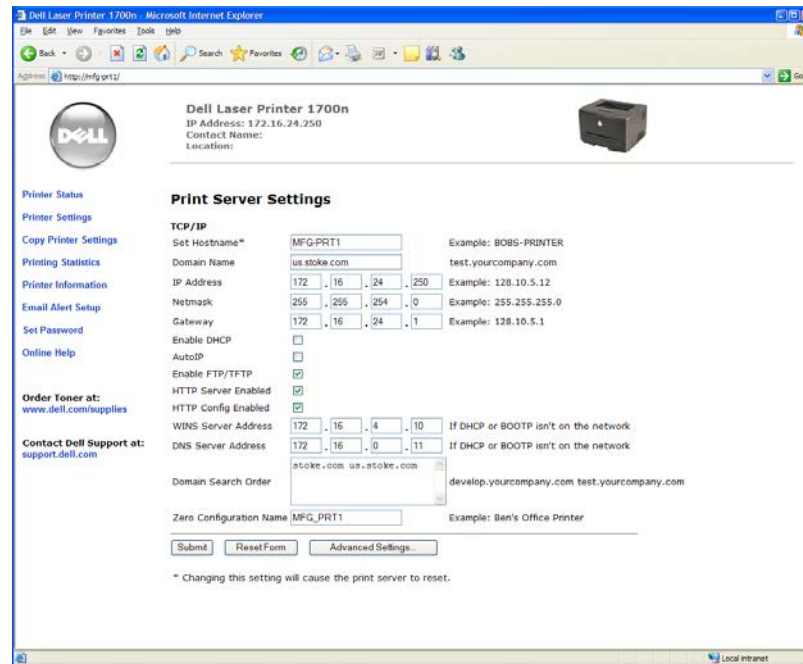 Dell Laser Printer 1700n - Microsoft Internet Explorer
File Edit View Favorites Tools Help
Back Search Favorites
Address http://mfg-prt1/ Go
DELL
Dell Laser Printer 1700n
IP Address: 172.16.24.250
Contact Name:
Location:
Printer Status
Printer Settings
Copy Printer Settings
Printing Statistics
Printer Information
Email Alert Setup
Set Password
Online Help
Order Toner at:
www.dell.com/supplies
Contact Dell Support at:
support.dell.com
Print Server Settings
TCP/IP
Set Hostname* MFG-PRT1 Example: BOBS-PRINTER
Domain Name us.stoke.com test.yourcompany.com
IP Address 172 . 16 . 24 . 250 Example: 128.10.5.12
Netmask 255 . 255 . 254 . 0 Example: 255.255.255.0
Gateway 172 . 16 . 24 . 1 Example: 128.10.5.1
Enable DHCP
AutoIP
Enable FTP/TFTP
HTTP Server Enabled
HTTP Config Enabled
WINS Server Address 172 . 16 . 4 . 10 If DHCP or BOOTP isn't on the network
DNS Server Address 172 . 16 . 0 . 11 If DHCP or BOOTP isn't on the network
Domain Search Order stoke.com us.stoke.com develop.yourcompany.com test.yourcompany.com
Zero Configuration Name MFG_PRT1 Example: Ben's Office Printer
Submit Reset Form Advanced Settings...
* Changing this setting will cause the print server to reset.
Local intranet